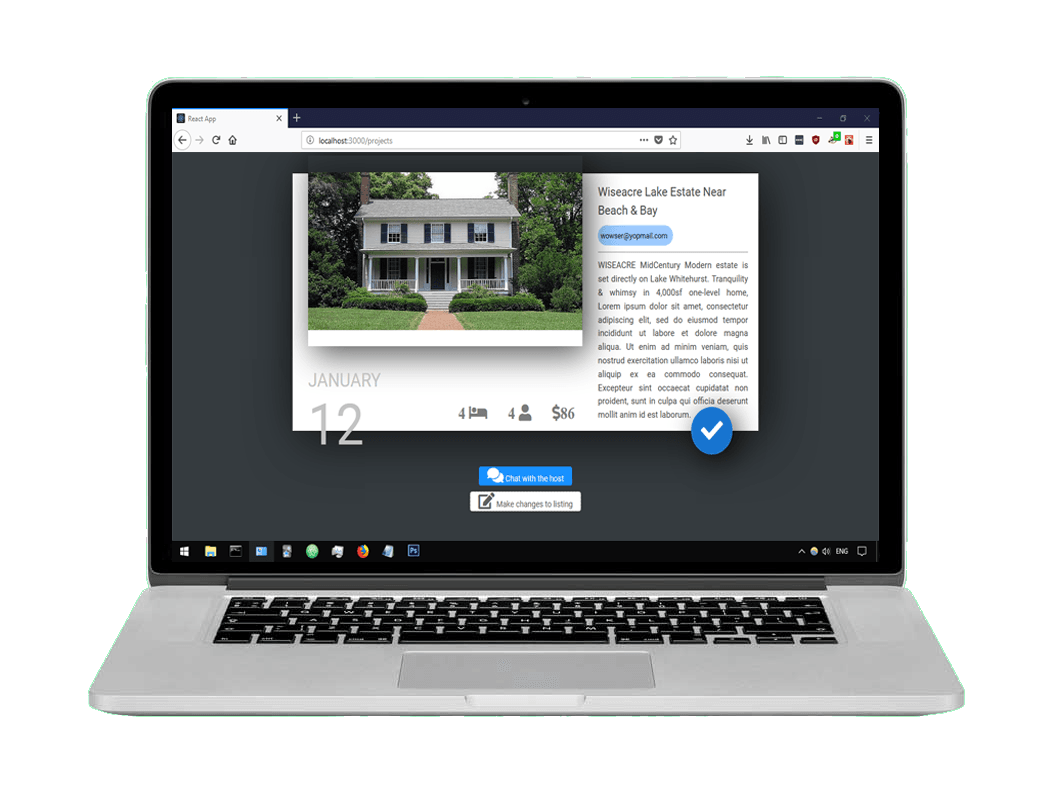 React App
localhost:3000/projects
Wiseacre Lake Estate Near
Beach & Bay
wowser@yopmail.com
WISEACRE MidCentury Modern estate is
set directly on Lake Whitehurst. Tranquility
& whimsy in 4,000sf one-level home,
Lorem ipsum dolor sit amet, consectetur
adipiscing elit, sed do eiusmod tempor
incididunt ut labore et dolore magna
aliqua. Ut enim ad minim veniam, quis
nostrud exercitation ullamco laboris nisi ut
aliquip ex ea commodo consequat.
Excepteur sint occaecat cupidatat non
proident, sunt in culpa qui officia deserunt
mollit anim id est laborum.
JANUARY
12
4 4 $86
Chat with the host
Make changes to listing
Ps
ENG